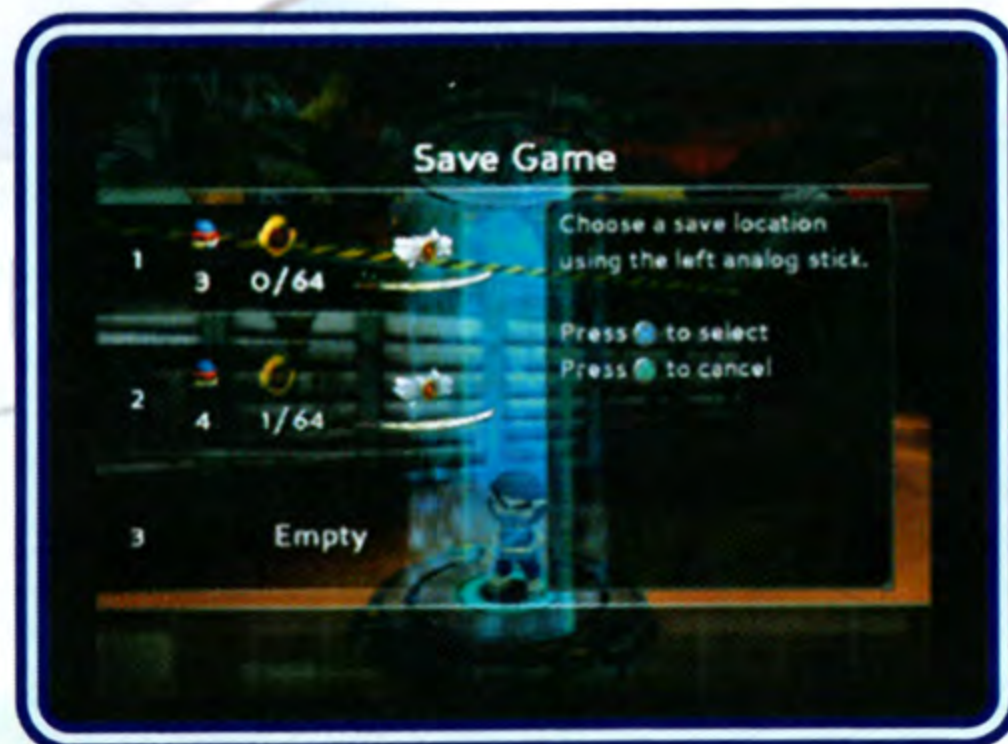 Save Game
1
3 0/64
2
4 1/64
3 Empty
Choose a save location
using the left analog stick.
Press to select
Press to cancel